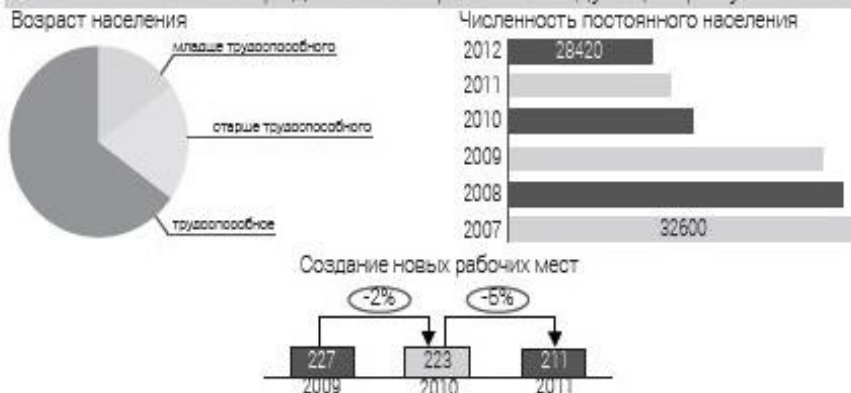 Возраст населения
младше трудоспособного
старше трудоспособного
трудоспособное
Численность постоянного населения
2012 28420
2011
2010
2009
2008
2007 32600
Создание новых рабочих мест
-2% -5%
227 223 211
2009 2010 2011